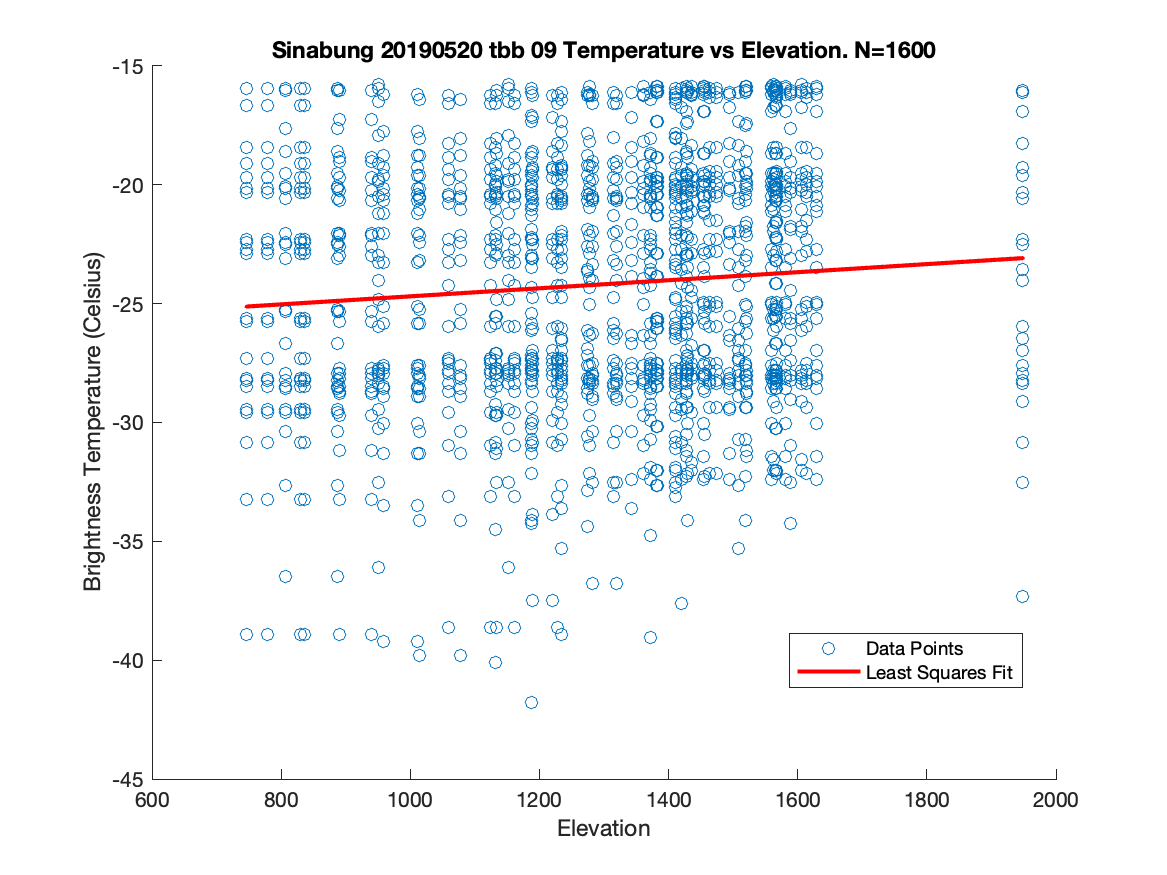 Sinabung 20190520 tbb 09 Temperature vs Elevation. N=1600
-15
-20
-25
-30
-35
-40
-45
Brightness Temperature (Celsius)
Data Points
Least Squares Fit
600 800 1000 1200 1400 1600 1800 2000
Elevation